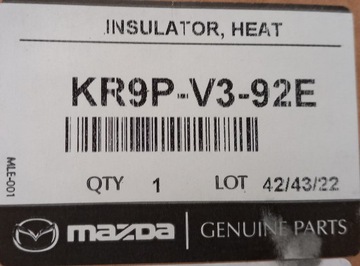 INSULATOR, HEAT
KR9P-V3-92E
MLE-001
QTY 1 LOT 42/43/22
mazda GENUINE PARTS